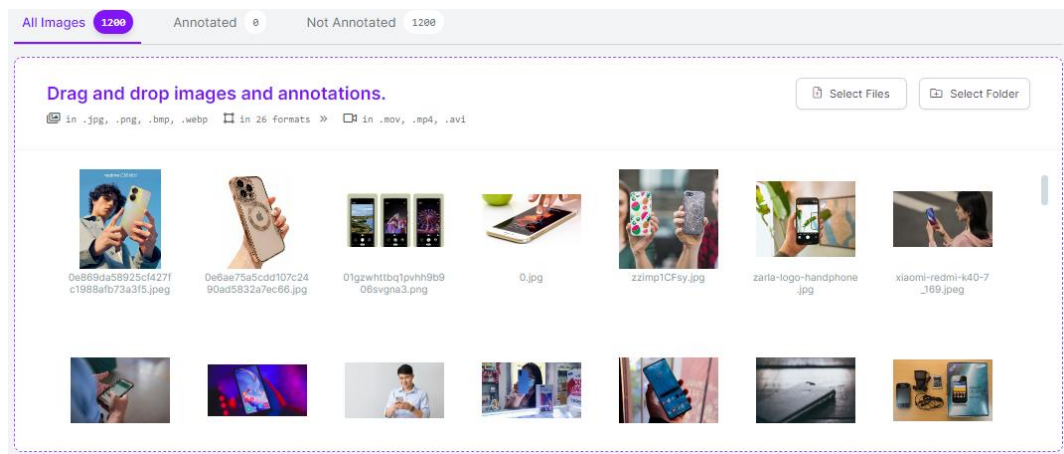 All Images 1200 Annotated 0 Not Annotated 1200
Drag and drop images and annotations.
Select Files
Select Folder
in .jpg, .png, .bmp, .webp in 26 formats » in .mov, .mp4, .avi
0e869da58925cf427f
c1988afb73a3f5.jpeg
0e6ae75a5cdd107c24
90ad5832a7ec66.jpg
01gzwhttbq1pvhh9b9
06svgna3.png
0.jpg
zzimp1CFsy.jpg
zarla-logo-handphone
.jpg
xiaomi-redmi-k40-7
_169.jpeg